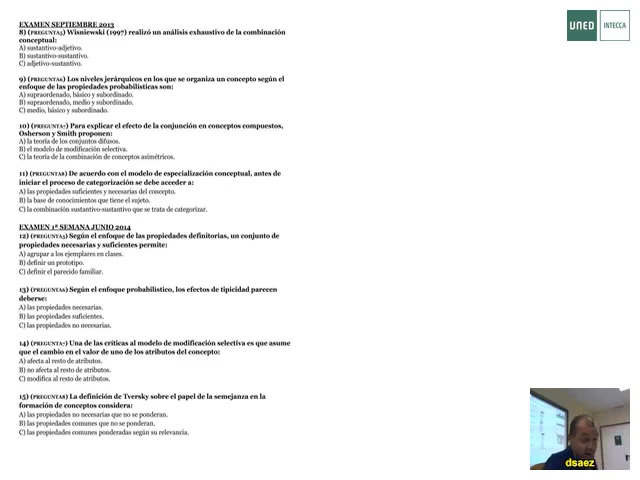 EXAMEN SEPTIEMBRE 2013
8) (PREGUNTA5) Wisniewski (1997) realizó un análisis exhaustivo de la combinación
conceptual:
A) sustantivo-adjetivo.
B) sustantivo-sustantivo.
C) adjetivo-sustantivo.
9) (PREGUNTA6) Los niveles jerárquicos en los que se organiza un concepto según el
enfoque de las propiedades probabilísticas son:
A) supraordenado, básico y subordinado.
B) supraordenado, medio y subordinado.
C) medio, básico y subordinado.
10) (PREGUNTA7) Para explicar el efecto de la conjunción en conceptos compuestos,
Osherson y Smith proponen:
A) la teoría de los conjuntos difusos.
B) el modelo de modificación selectiva.
C) la teoría de la combinación de conceptos asimétricos.
11) (PREGUNTA8) De acuerdo con el modelo de especialización conceptual, antes de
iniciar el proceso de categorización se debe acceder a:
A) las propiedades suficientes y necesarias del concepto.
B) la base de conocimientos que tiene el sujeto.
C) la combinación sustantivo-sustantivo que se trata de categorizar.
EXAMEN 1ª SEMANA JUNIO 2014
12) (PREGUNTA5) Según el enfoque de las propiedades definitorias, un conjunto de
propiedades necesarias y suficientes permite:
A) agrupar a los ejemplares en clases.
B) definir un prototipo.
C) definir el parecido familiar.
13) (PREGUNTA6) Según el enfoque probabilístico, los efectos de tipicidad parecen
deberse:
A) las propiedades necesarias.
B) las propiedades suficientes.
C) las propiedades no necesarias.
14) (PREGUNTA7) Una de las críticas al modelo de modificación selectiva es que asume
que el cambio en el valor de uno de los atributos del concepto:
A) afecta al resto de atributos.
B) no afecta al resto de atributos.
C) modifica al resto de atributos.
15) (PREGUNTA8) La definición de Tversky sobre el papel de la semejanza en la
formación de conceptos considera:
A) las propiedades no necesarias que no se ponderan.
B) las propiedades comunes que no se ponderan.
C) las propiedades comunes ponderadas según su relevancia.
UNED
INTECCA
dsaez